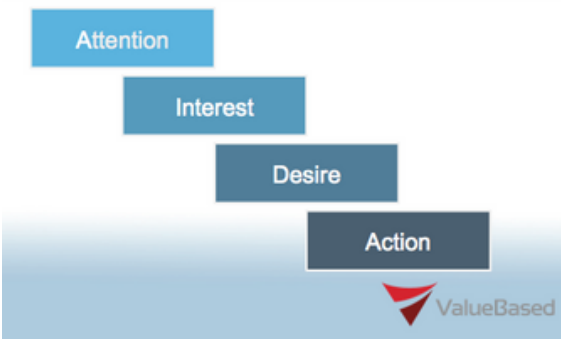 Attention
Interest
Desire
Action
ValueBased